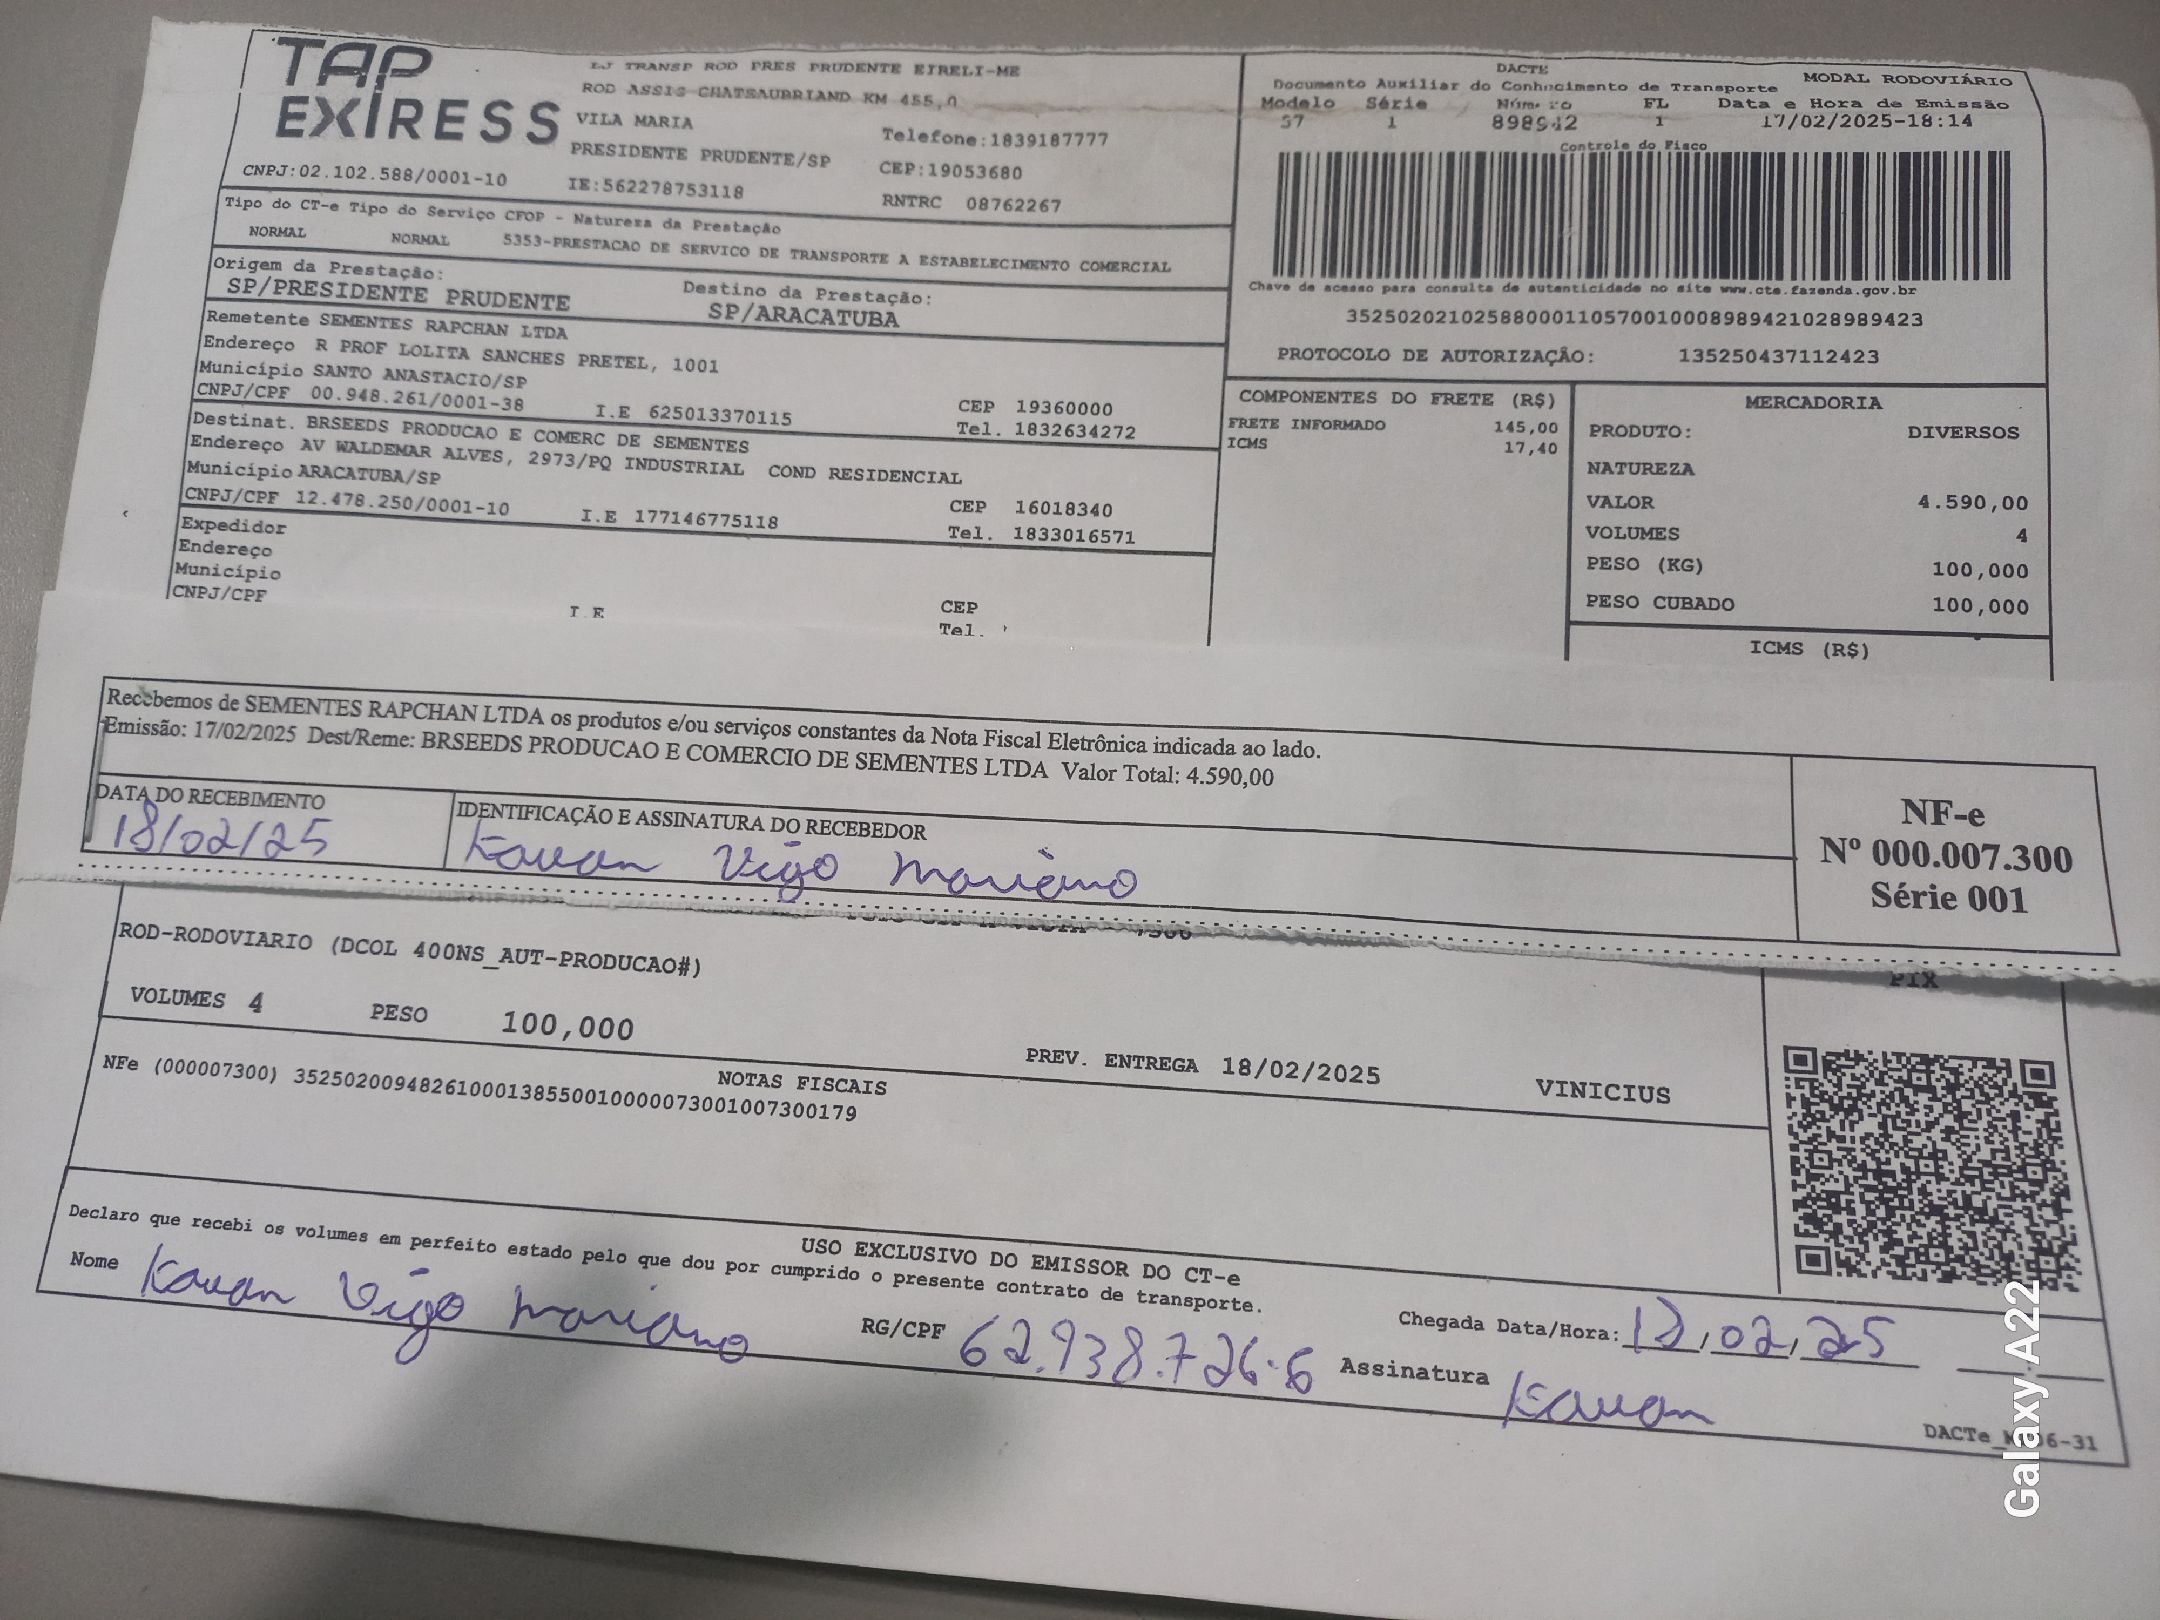 TAP
EXPRESS
LJ TRANSP ROD PRES PRUDENTE EIRELI-ME
ROD ASSIS CHATEAUBRIAND KM 455,0
VILA MARIA
Telefone:1839187777
PRESIDENTE PRUDENTE/SP
CEP:19053680
CNPJ:02.102.588/0001-10
IE:562278753118
RNTRC 08762267
Tipo do CT-e Tipo do Serviço CFOP - Natureza da Prestação
NORMAL NORMAL 5353-PRESTACAO DE SERVICO DE TRANSPORTE A ESTABELECIMENTO COMERCIAL
Origem da Prestação: Destino da Prestação:
SP/PRESIDENTE PRUDENTE SP/ARACATUBA
Remetente SEMENTES RAPCHAN LTDA
Endereço R PROF LOLITA SANCHES PRETEL, 1001
Município SANTO ANASTACIO/SP CEP 19360000
CNPJ/CPF 00.948.261/0001-38 I.E 625013370115 Tel. 1832634272
Destinat. BRSEEDS PRODUCAO E COMERC DE SEMENTES
Endereço AV WALDEMAR ALVES, 2973/PQ INDUSTRIAL COND RESIDENCIAL
Município ARACATUBA/SP CEP 16018340
CNPJ/CPF 12.478.250/0001-10 I.E 177146775118 Tel. 1833016571
Expedidor
Endereço
Município CEP
CNPJ/CPF I.E Tel.
DACTE MODAL RODOVIÁRIO
Documento Auxiliar do Conhecimento de Transporte
Modelo Série Número FL Data e Hora de Emissão
57 1 898942 1 17/02/2025-18:14
Controle do Fisco
Chave de acesso para consulta de autenticidade no site www.cte.fazenda.gov.br
35250202102588000110570010008989421028989423
PROTOCOLO DE AUTORIZAÇÃO: 135250437112423
COMPONENTES DO FRETE (R$)
FRETE INFORMADO 145,00
ICMS 17,40
MERCADORIA
PRODUTO: DIVERSOS
NATUREZA
VALOR 4.590,00
VOLUMES 4
PESO (KG) 100,000
PESO CUBADO 100,000
ICMS (R$)
Recebemos de SEMENTES RAPCHAN LTDA os produtos e/ou serviços constantes da Nota Fiscal Eletrônica indicada ao lado.
Emissão: 17/02/2025 Dest/Reme: BRSEEDS PRODUCAO E COMERCIO DE SEMENTES LTDA Valor Total: 4.590,00
DATA DO RECEBIMENTO IDENTIFICAÇÃO E ASSINATURA DO RECEBEDOR
18/02/25 Kauan Vigo Mariano
NF-e
Nº 000.007.300
Série 001
ROD-RODOVIARIO (DCOL 400NS_AUT-PRODUCAO#)
PIX
VOLUMES 4 PESO 100,000
PREV. ENTREGA 18/02/2025 VINICIUS
NOTAS FISCAIS
NFe (000007300) 35250200948261000138550010000073001007300179
USO EXCLUSIVO DO EMISSOR DO CT-e
Declaro que recebi os volumes em perfeito estado pelo que dou por cumprido o presente contrato de transporte.
Nome Kauan Vigo Mariano RG/CPF 62.938.726-6
Chegada Data/Hora: 18/02/25
Assinatura Kauan
Galaxy A22